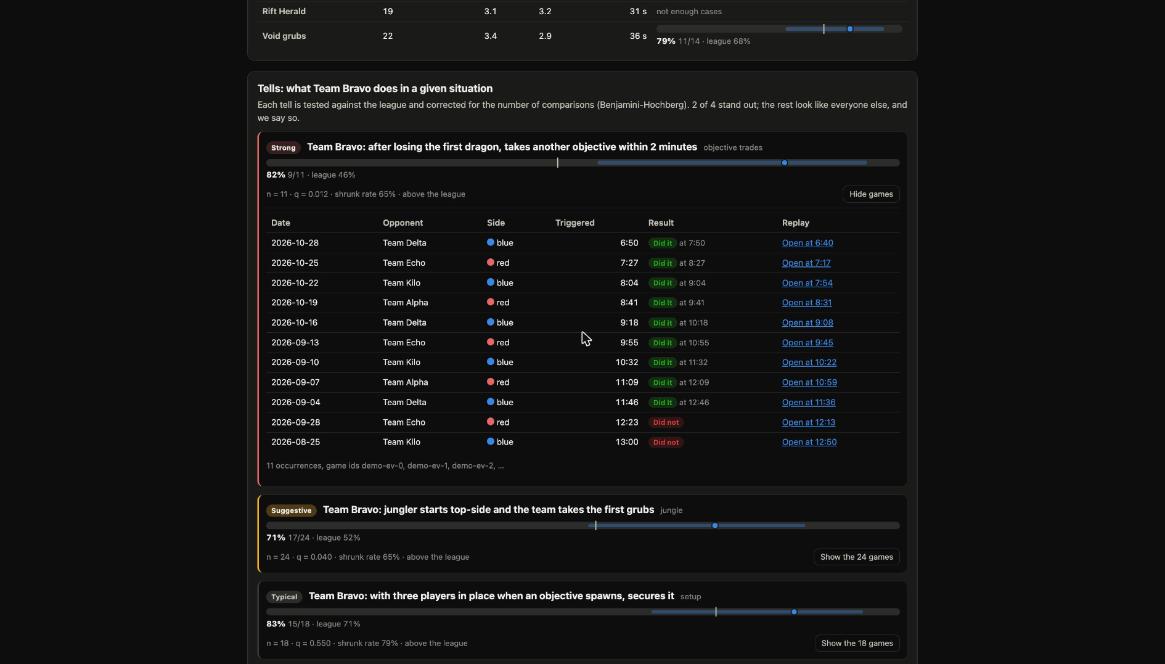 Rift Herald 19 3.1 3.2 31 s not enough cases
Void grubs 22 3.4 2.9 36 s
79% 11/14 · league 68%
Tells: what Team Bravo does in a given situation
Each tell is tested against the league and corrected for the number of comparisons (Benjamini-Hochberg). 2 of 4 stand out; the rest look like everyone else, and
we say so.
Strong Team Bravo: after losing the first dragon, takes another objective within 2 minutes objective trades
82% 9/11 · league 46%
n = 11 · q = 0.012 · shrunk rate 65% · above the league Hide games
Date Opponent Side Triggered Result Replay
2026-10-28 Team Delta blue 6:50 Did it at 7:50 Open at 6:40
2026-10-25 Team Echo red 7:27 Did it at 8:27 Open at 7:17
2026-10-22 Team Kilo blue 8:04 Did it at 9:04 Open at 7:54
2026-10-19 Team Alpha red 8:41 Did it at 9:41 Open at 8:31
2026-10-16 Team Delta blue 9:18 Did it at 10:18 Open at 9:08
2026-09-13 Team Echo red 9:55 Did it at 10:55 Open at 9:45
2026-09-10 Team Kilo blue 10:32 Did it at 11:32 Open at 10:22
2026-09-07 Team Alpha red 11:09 Did it at 12:09 Open at 10:59
2026-09-04 Team Delta blue 11:46 Did it at 12:46 Open at 11:36
2026-09-28 Team Echo red 12:23 Did not Open at 12:13
2026-08-25 Team Kilo blue 13:00 Did not Open at 12:50
11 occurrences, game ids demo-ev-0, demo-ev-1, demo-ev-2, ...
Suggestive Team Bravo: jungler starts top-side and the team takes the first grubs jungle
71% 17/24 · league 52%
n = 24 · q = 0.040 · shrunk rate 65% · above the league Show the 24 games
Typical Team Bravo: with three players in place when an objective spawns, secures it setup
83% 15/18 · league 71%
n = 18 · q = 0.550 · shrunk rate 79% · above the league Show the 18 games